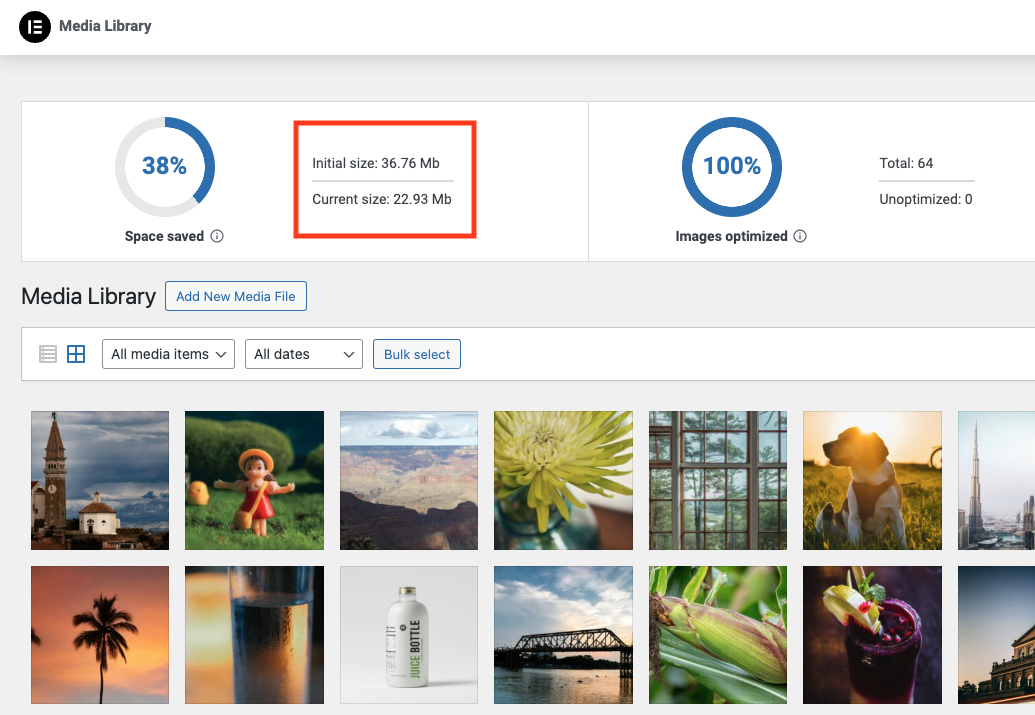 Media Library
38%
Space saved
Initial size: 36.76 Mb
Current size: 22.93 Mb
100%
Images optimized
Total: 64
Unoptimized: 0
Media Library
Add New Media File
All media items
All dates
Bulk select
JUICE BOTTLE